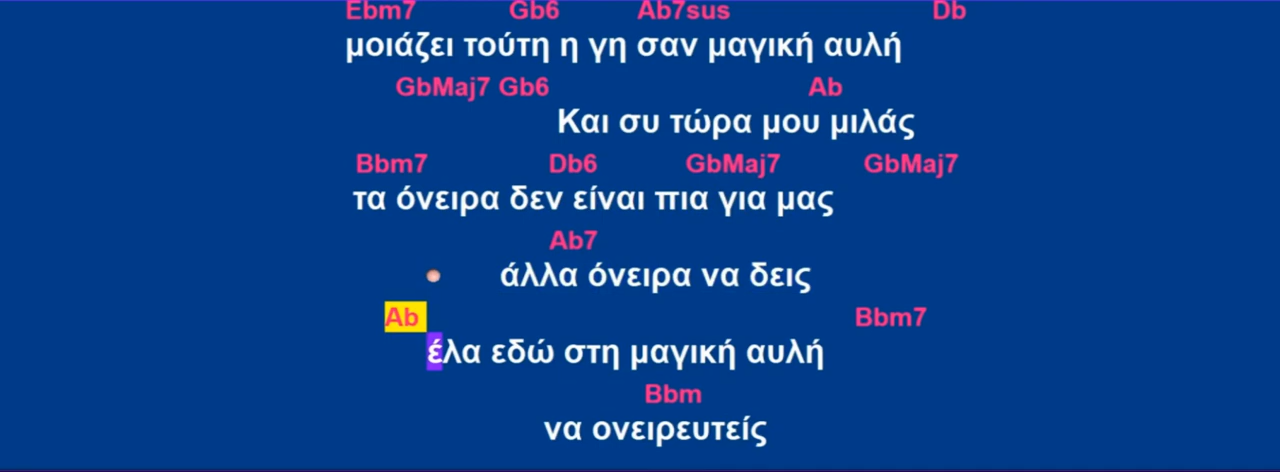 Ebm7 Gb6 Ab7sus Db
μοιάζει τούτη η γη σαν μαγική αυλή
GbMaj7 Gb6 Ab
Και συ τώρα μου μιλάς
Bbm7 Db6 GbMaj7 GbMaj7
τα όνειρα δεν είναι πια για μας
Ab7
άλλα όνειρα να δεις
Ab Bbm7
έλα εδώ στη μαγική αυλή
Bbm
να ονειρευτείς